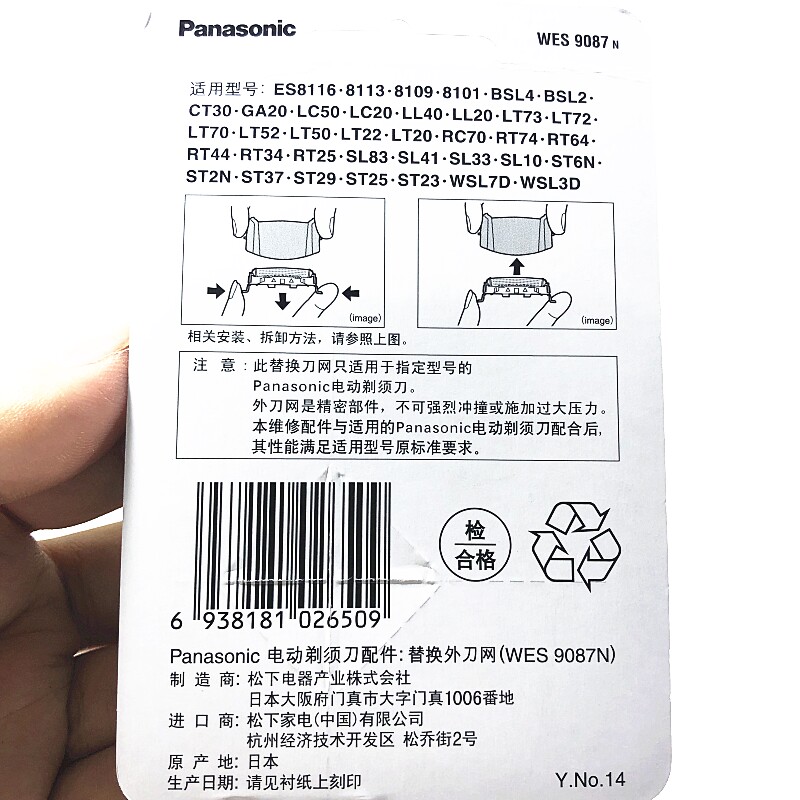 Panasonic
WES 9087 N
适用型号: ES8116·8113·8109·8101·BSL4·BSL2·
CT30·GA20·LC50·LC20·LL40·LL20·LT73·LT72·
LT70·LT52·LT50·LT22·LT20·RC70·RT74·RT64·
RT44·RT34·RT25·SL83·SL41·SL33·SL10·ST6N·
ST2N·ST37·ST29·ST25·ST23·WSL7D·WSL3D
(image)
(image)
相关安装、拆卸方法,请参照上图。
注 意:此替换刀网只适用于指定型号的
Panasonic电动剃须刀。
外刀网是精密部件，不可强烈冲撞或施加过大压力。
本维修配件与适用的Panasonic电动剃须刀配合后,
其性能满足适用型号原标准要求。
检
合格
6 938181 026509
Panasonic 电动剃须刀配件:替换外刀网(WES 9087N)
制 造 商:松下电器产业株式会社
日本大阪府门真市大字门真1006番地
进 口 商:松下家电(中国)有限公司
杭州经济技术开发区 松乔街2号
原 产 地:日本
生产日期:请见衬纸上刻印
Y.No.14